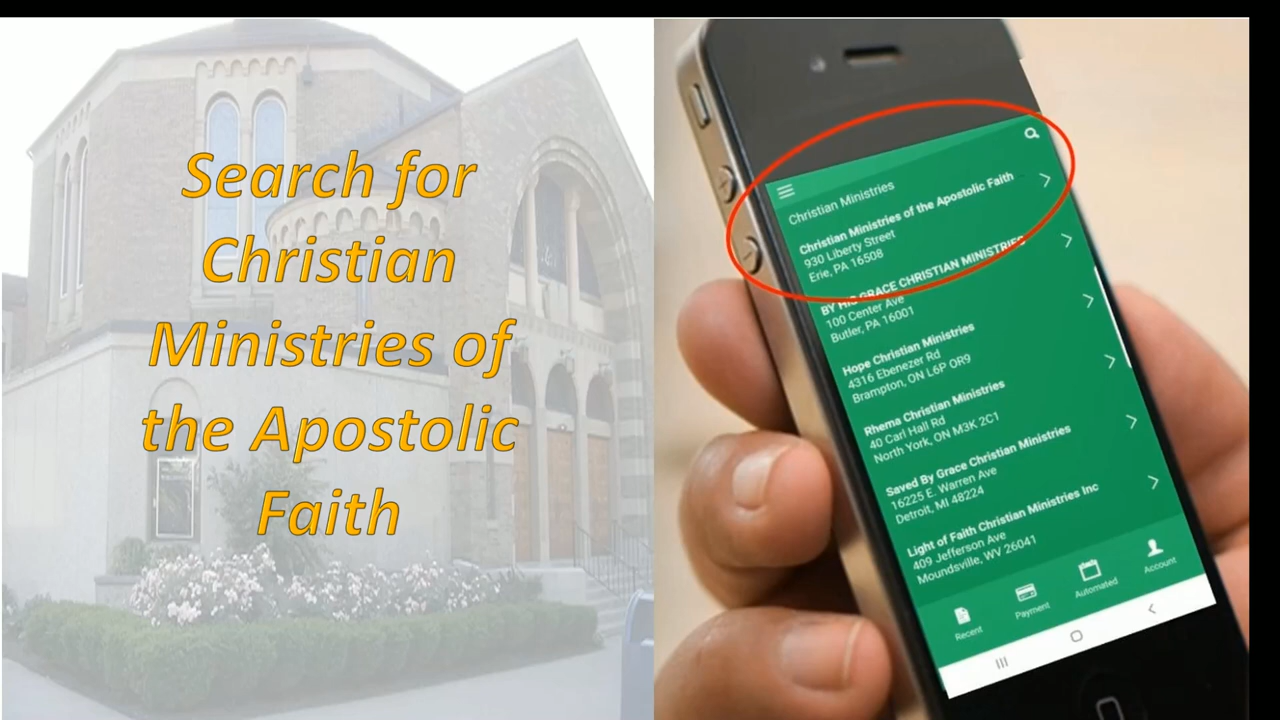 Search for
Christian
Ministries of
the Apostolic
Faith
Christian Ministries
Christian Ministries of the Apostolic Faith
930 Liberty Street
Erie, PA 16508
BY HIS GRACE CHRISTIAN MINISTRIES
100 Center Ave
Butler, PA 16001
Hope Christian Ministries
4316 Ebenezer Rd
Brampton, ON L6P OR9
Rhema Christian Ministries
40 Carl Hall Rd
North York, ON M3K 2C1
Saved By Grace Christian Ministries
16225 E. Warren Ave
Detroit, MI 48224
Light of Faith Christian Ministries Inc
409 Jefferson Ave
Moundsville, WV 26041
Recent
Payment
Automated
Account